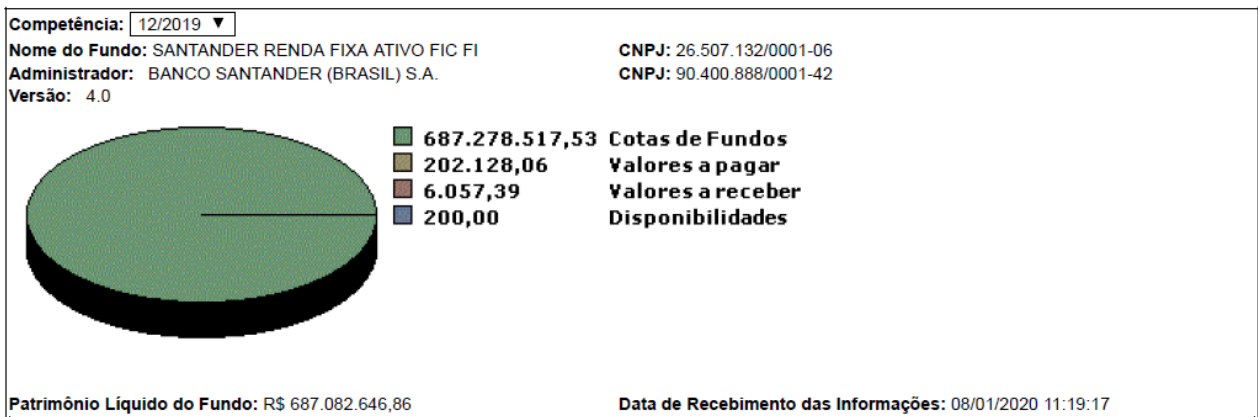 Competência: 12/2019 ▼
Nome do Fundo: SANTANDER RENDA FIXA ATIVO FIC FI CNPJ: 26.507.132/0001-06
Administrador: BANCO SANTANDER (BRASIL) S.A. CNPJ: 90.400.888/0001-42
Versão: 4.0
687.278.517,53 Cotas de Fundos
202.128,06 Valores a pagar
6.057,39 Valores a receber
200,00 Disponibilidades
Patrimônio Líquido do Fundo: R$ 687.082.646,86 Data de Recebimento das Informações: 08/01/2020 11:19:17